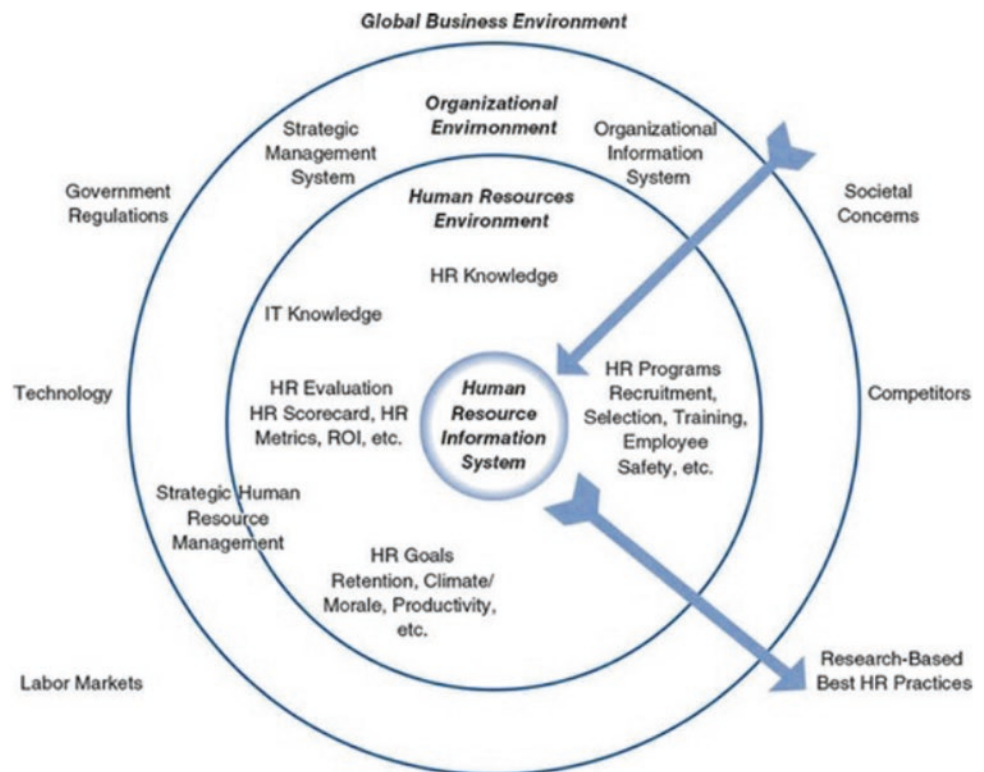 Global Business Environment
Organizational
Envirnonment
Strategic
Management
System
Organizational
Information
System
Government
Regulations
Societal
Concerns
Human Resources
Environment
HR Knowledge
IT Knowledge
HR Programs
Recruitment,
Selection, Training,
Employee
Safety, etc.
Technology
HR Evaluation
HR Scorecard, HR
Metrics, ROI, etc.
Human
Resource
Information
System
Competitors
Strategic Human
Resource
Management
HR Goals
Retention, Climate/
Morale, Productivity,
etc.
Labor Markets
Research-Based
Best HR Practices